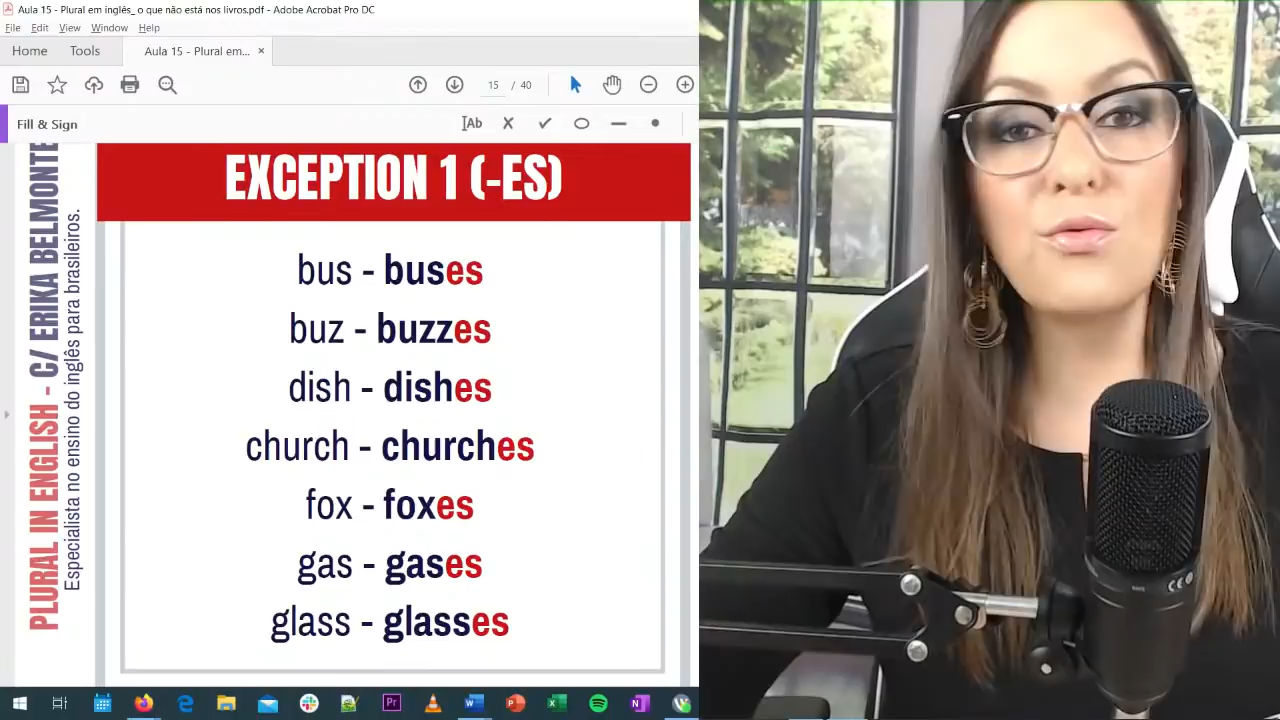 Aula 15 - Plural em inglês_ o que não está nos livros.pdf - Adobe Acrobat Pro DC
File Edit View Window Help
Home Tools Aula 15 - Plural em... ×
15 / 40
Fill & Sign
Ab
PLURAL IN ENGLISH - C/ ERIKA BELMONTE
Especialista no ensino do inglês para brasileiros.
EXCEPTION 1 (-ES)
bus - buses
buz - buzzes
dish - dishes
church - churches
fox - foxes
gas - gases
glass - glasses